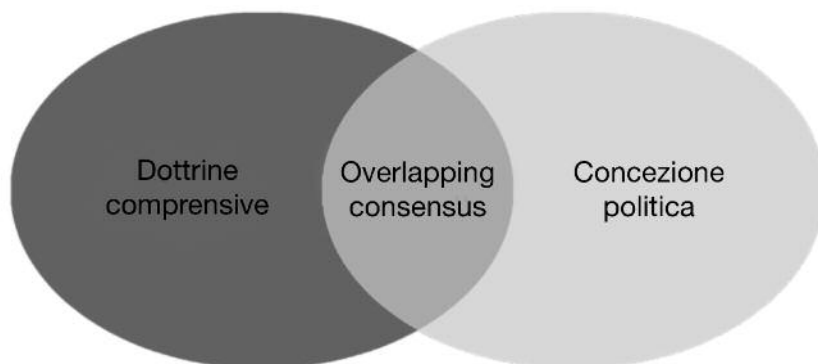 Dottrine
comprensive
Overlapping
consensus
Concezione
politica